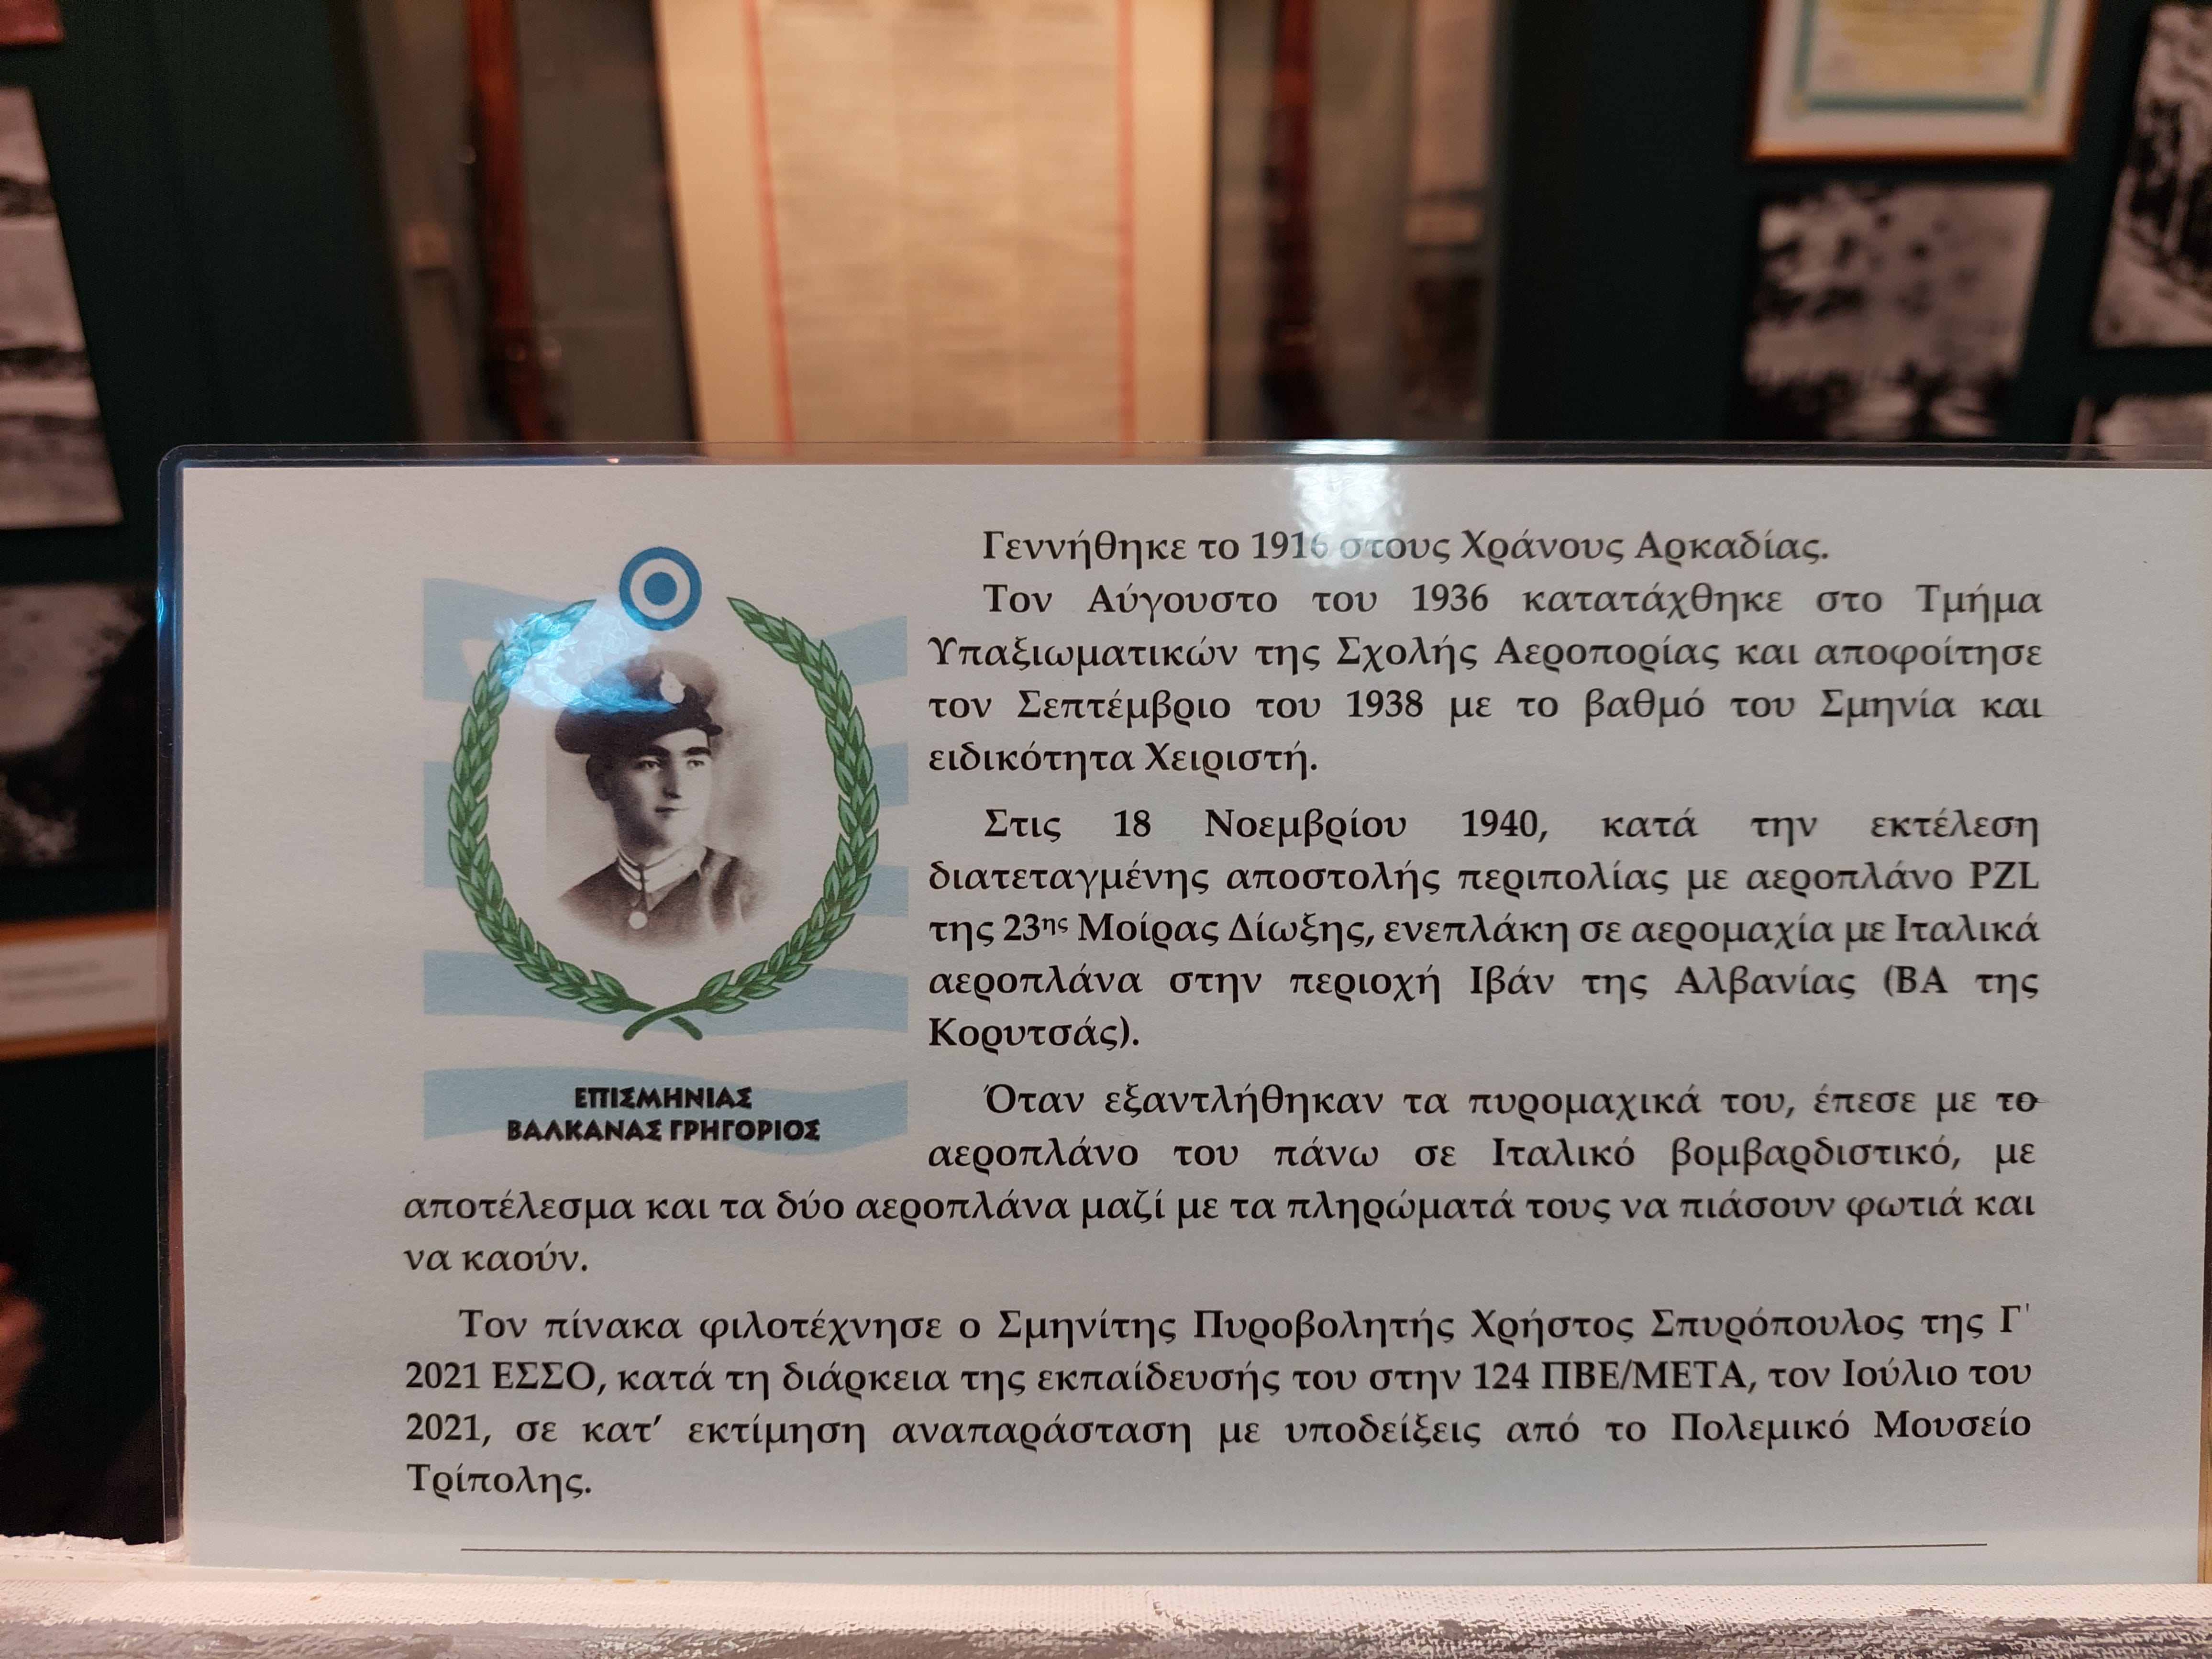 Γεννήθηκε το 1916 στους Χράνους Αρκαδίας.
Τον Αύγουστο του 1936 κατατάχθηκε στο Τμήμα
Υπαξιωματικών της Σχολής Αεροπορίας και αποφοίτησε
τον Σεπτέμβριο του 1938 με το βαθμό του Σμηνία και
ειδικότητα Χειριστή.
Στις 18 Νοεμβρίου 1940, κατά την εκτέλεση
διατεταγμένης αποστολής περιπολίας με αεροπλάνο PZL
της 23ης Μοίρας Δίωξης, ενεπλάκη σε αερομαχία με Ιταλικά
αεροπλάνα στην περιοχή Ιβάν της Αλβανίας (ΒΑ της
Κορυτσάς).
Όταν εξαντλήθηκαν τα πυρομαχικά του, έπεσε με το
αεροπλάνο του πάνω σε Ιταλικό βομβαρδιστικό, με
αποτέλεσμα και τα δύο αεροπλάνα μαζί με τα πληρώματά τους να πιάσουν φωτιά και
να καούν.
ΕΠΙΣΜΗΝΙΑΣ
ΒΑΛΚΑΝΑΣ ΓΡΗΓΟΡΙΟΣ
Τον πίνακα φιλοτέχνησε ο Σμηνίτης Πυροβολητής Χρήστος Σπυρόπουλος της Γ'
2021 ΕΣΣΟ, κατά τη διάρκεια της εκπαίδευσής του στην 124 ΠΒΕ/ΜΕΤΑ, τον Ιούλιο του
2021, σε κατ' εκτίμηση αναπαράσταση με υποδείξεις από το Πολεμικό Μουσείο
Τρίπολης.